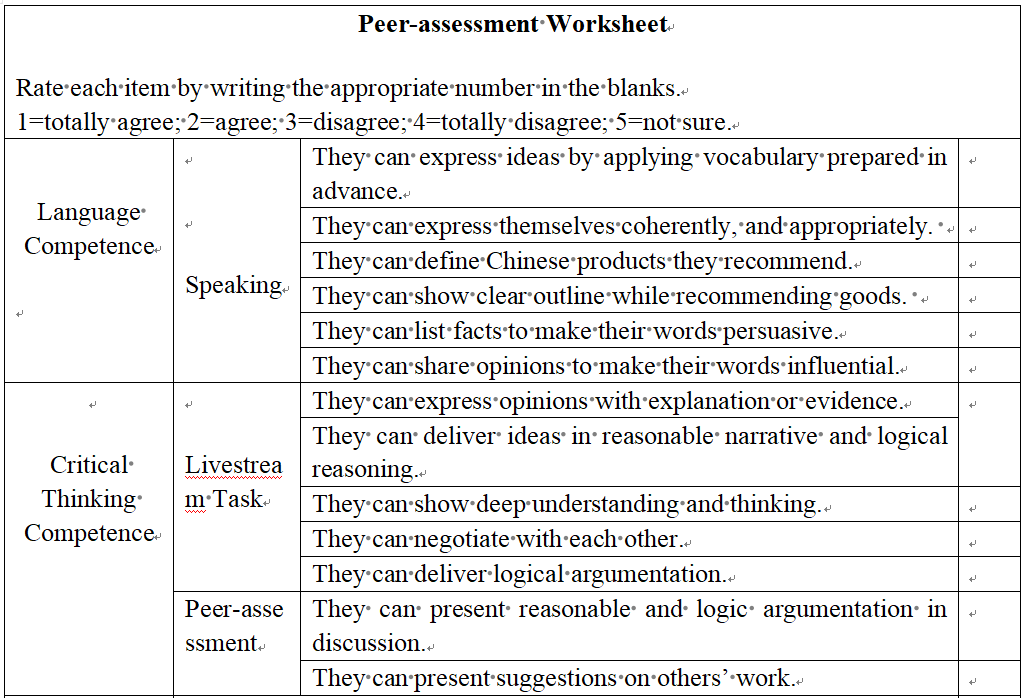 Peer-assessment Worksheet
Rate each item by writing the appropriate number in the blanks.
1=totally agree; 2=agree; 3=disagree; 4=totally disagree; 5=not sure.
Language
Competence
Speaking
They can express ideas by applying vocabulary prepared in
advance.
They can express themselves coherently, and appropriately.
They can define Chinese products they recommend.
They can show clear outline while recommending goods.
They can list facts to make their words persuasive.
They can share opinions to make their words influential.
Critical
Thinking
Competence
Livestrea
m Task
They can express opinions with explanation or evidence.
They can deliver ideas in reasonable narrative and logical
reasoning.
They can show deep understanding and thinking.
They can negotiate with each other.
They can deliver logical argumentation.
Peer-asse
ssment
They can present reasonable and logic argumentation in
discussion.
They can present suggestions on others’ work.